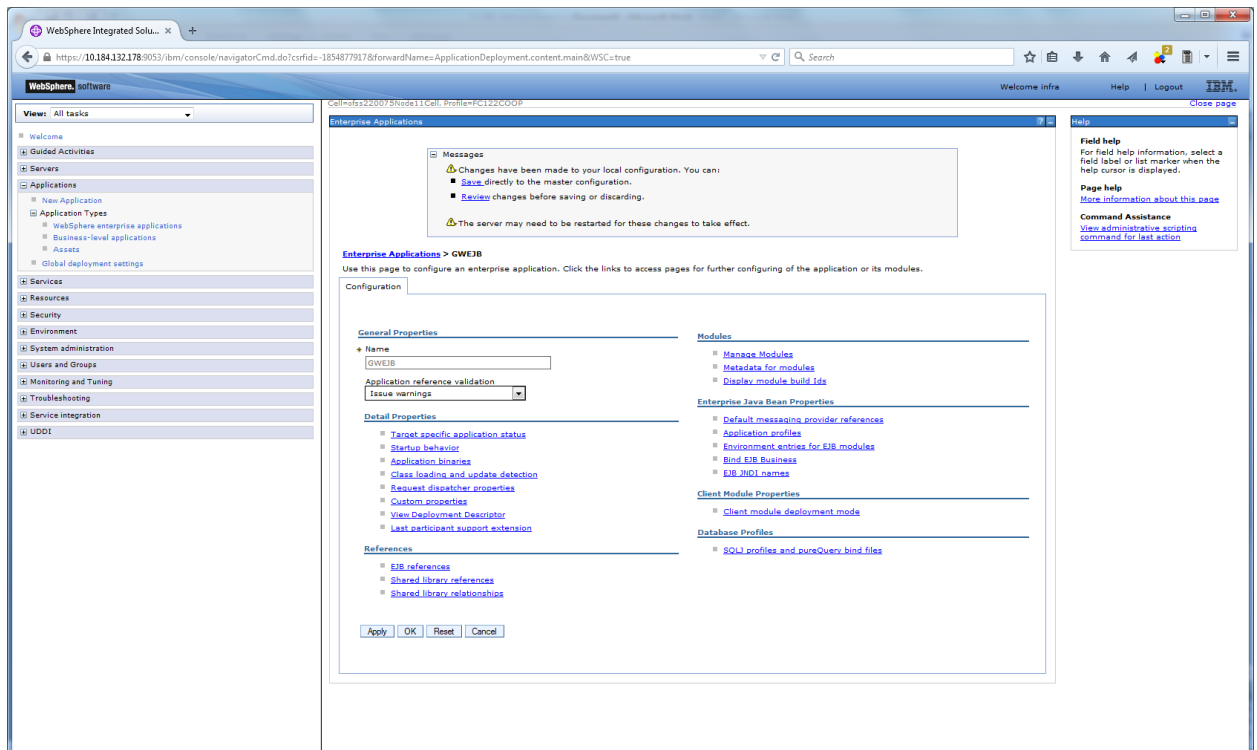 WebSphere Integrated Solu... × +
https://10.184.132.178:9053/ibm/console/navigatorCmd.do?csrfid=-1854877917&forwardName=ApplicationDeployment.content.main&WSC=true
Search
2
WebSphere. software
Welcome infra
Help | Logout
IBM.
View: All tasks
Welcome
Guided Activities
Servers
Applications
New Application
Application Types
WebSphere enterprise applications
Business-level applications
Assets
Global deployment settings
Services
Resources
Security
Environment
System administration
Users and Groups
Monitoring and Tuning
Troubleshooting
Service integration
UDDI
Cell=ofss220075Node11Cell, Profile=FC122COOP
Close page
Enterprise Applications
? –
Messages
Changes have been made to your local configuration. You can:
Save directly to the master configuration.
Review changes before saving or discarding.
The server may need to be restarted for these changes to take effect.
Enterprise Applications > GWEJB
Use this page to configure an enterprise application. Click the links to access pages for further configuring of the application or its modules.
Configuration
General Properties
Name
GWEJB
Application reference validation
Issue warnings
Detail Properties
Target specific application status
Startup behavior
Application binaries
Class loading and update detection
Request dispatcher properties
Custom properties
View Deployment Descriptor
Last participant support extension
References
EJB references
Shared library references
Shared library relationships
Modules
Manage Modules
Metadata for modules
Display module build Ids
Enterprise Java Bean Properties
Default messaging provider references
Application profiles
Environment entries for EJB modules
Bind EJB Business
EJB JNDI names
Client Module Properties
Client module deployment mode
Database Profiles
SQLJ profiles and pureQuery bind files
Apply OK Reset Cancel
Help
Field help
For field help information, select a
field label or list marker when the
help cursor is displayed.
Page help
More information about this page
Command Assistance
View administrative scripting
command for last action